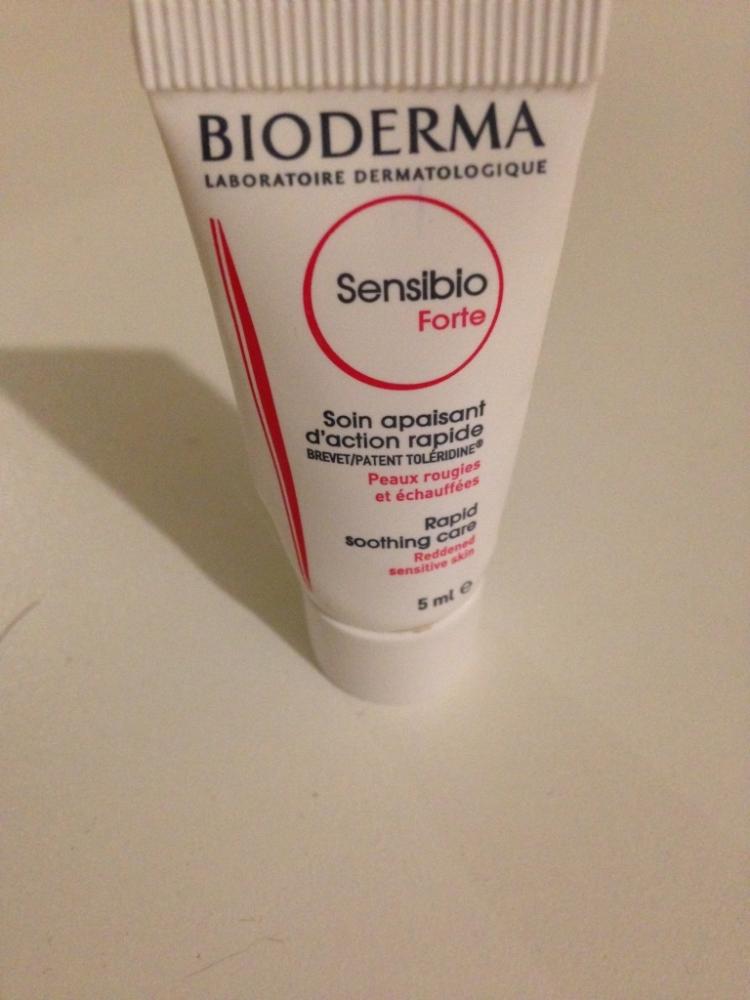 BIODERMA
LABORATOIRE DERMATOLOGIQUE
Sensibio
Forte
Soin apaisant
d'action rapide
BREVET/PATENT TOLÉRIDINE®
Peaux rougies
et échauffées
Rapid
soothing care
Reddened
sensitive skin
5 ml ℮